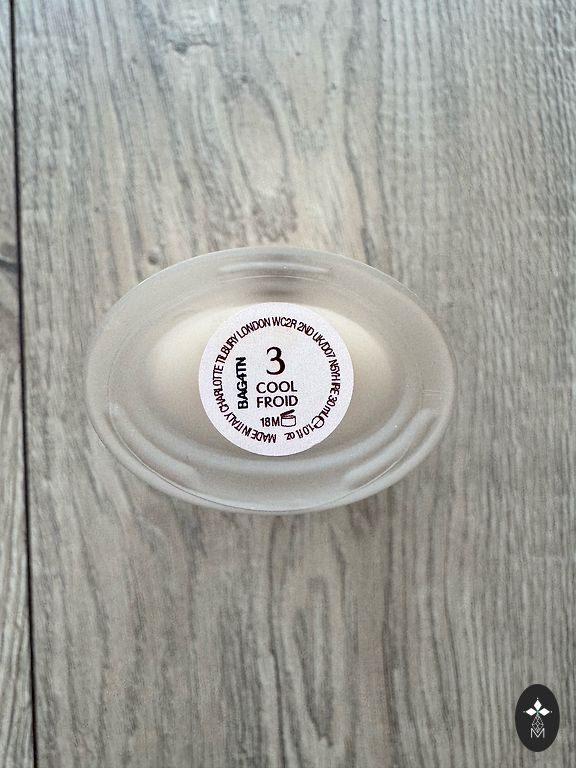 3
COOL
FROID
18M
BAG4TN
MADE IN ITALY CHARLOTTE TILBURY LONDON WC2R 2ND UK/D07 N5YH IRE 30 mL ℮ 1.0 fl oz
M